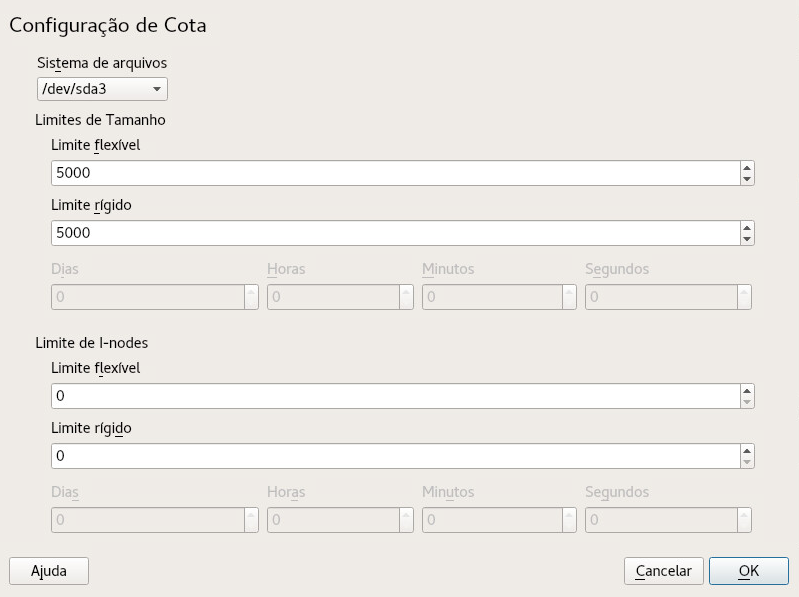 Configuração de Cota
Sistema de arquivos
/dev/sda3
Limites de Tamanho
Limite flexível
5000
Limite rígido
5000
Dias Horas Minutos Segundos
0 0 0 0
Limite de I-nodes
Limite flexível
0
Limite rígido
0
Dias Horas Minutos Segundos
0 0 0 0
Ajuda Cancelar OK